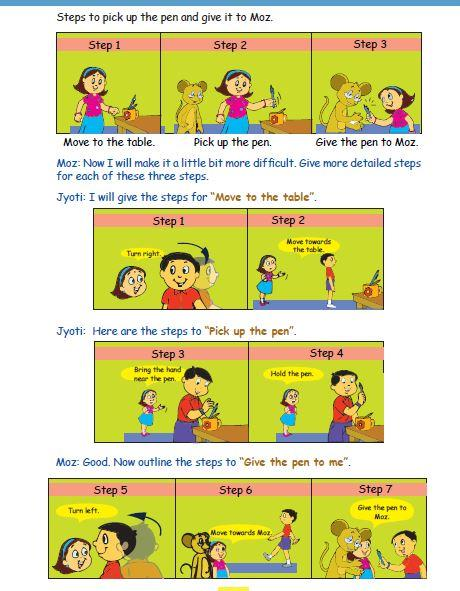 Steps to pick up the pen and give it to Moz.
Step 1
Step 2
Step 3
Move to the table.
Pick up the pen.
Give the pen to Moz.
Moz: Now I will make it a little bit more difficult. Give more detailed steps
for each of these three steps.
Jyoti: I will give the steps for “Move to the table”.
Step 1
Step 2
Turn right.
Move towards
the table.
Jyoti: Here are the steps to “Pick up the pen”.
Step 3
Step 4
Bring the hand
near the pen.
Hold the pen.
Moz: Good. Now outline the steps to “Give the pen to me”.
Step 5
Step 6
Step 7
Turn left.
Move towards Moz.
Give the pen to
Moz.